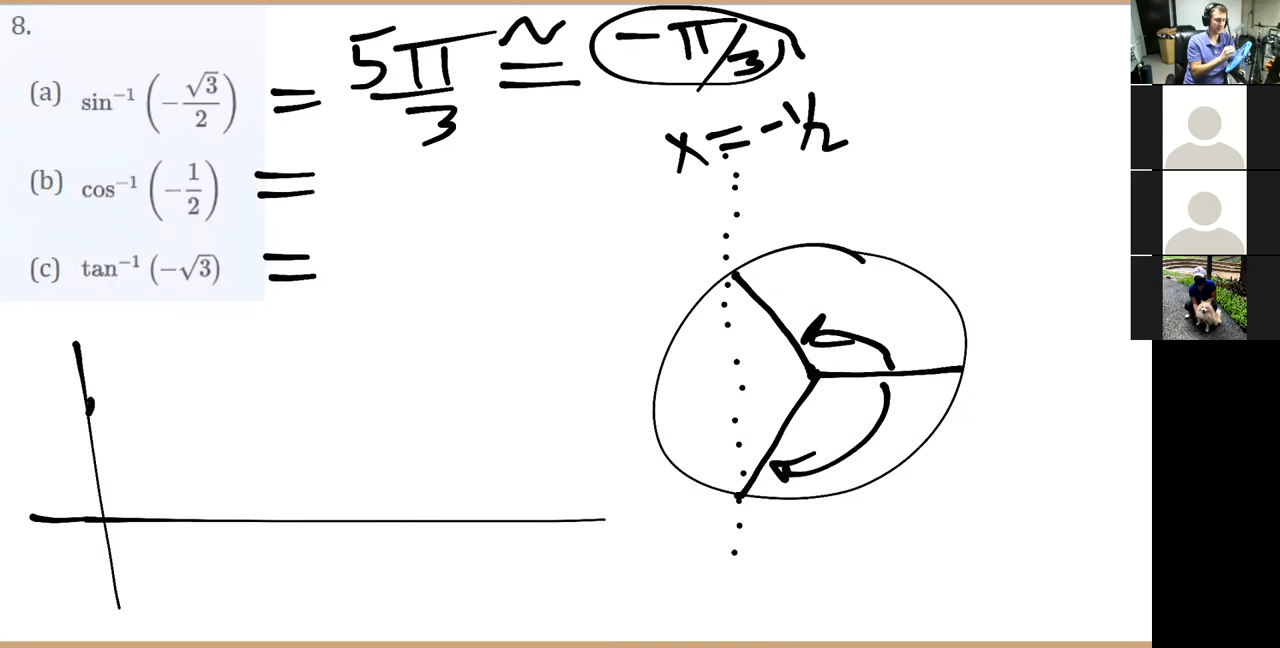 8.
(a) sin⁻¹ (−√3/2) = 5π/3 ≅ −π/3
x = -1/2
(b) cos⁻¹ (−1/2) =
(c) tan⁻¹ (−√3) =